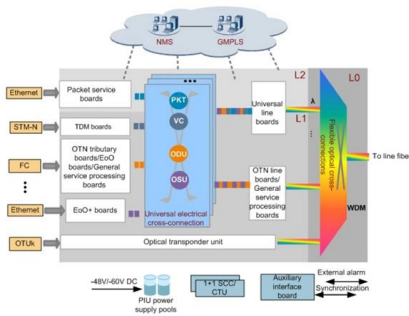 NMS
GMPLS
L2
L0
L1
Ethernet
Packet service
boards
PKT
Universal
line
boards
λ
...
STM-N
TDM boards
VC
FC
OTN tributary
boards/EoO
boards/General
service processing
boards
ODU
OSU
OTN line
boards/
General
service
processing
boards
Flexible optical cross-
connections
To line fibe
Ethernet
EoO+ boards
Universal electrical
cross-connection
WDM
OTUk
Optical transponder unit
-48V/-60V DC
PIU power
supply pools
1+1 SCC/
CTU
Auxiliary
interface
board
External alarm
Synchronization